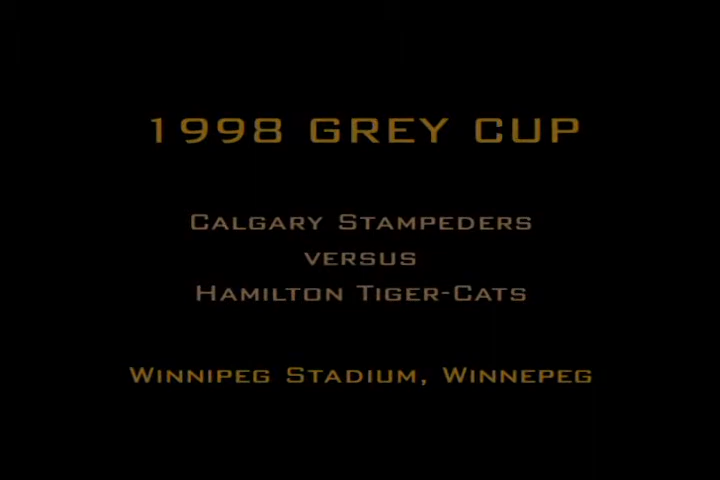 1998 GREY CUP
CALGARY STAMPEDERS
VERSUS
HAMILTON TIGER-CATS
WINNIPEG STADIUM, WINNEPEG